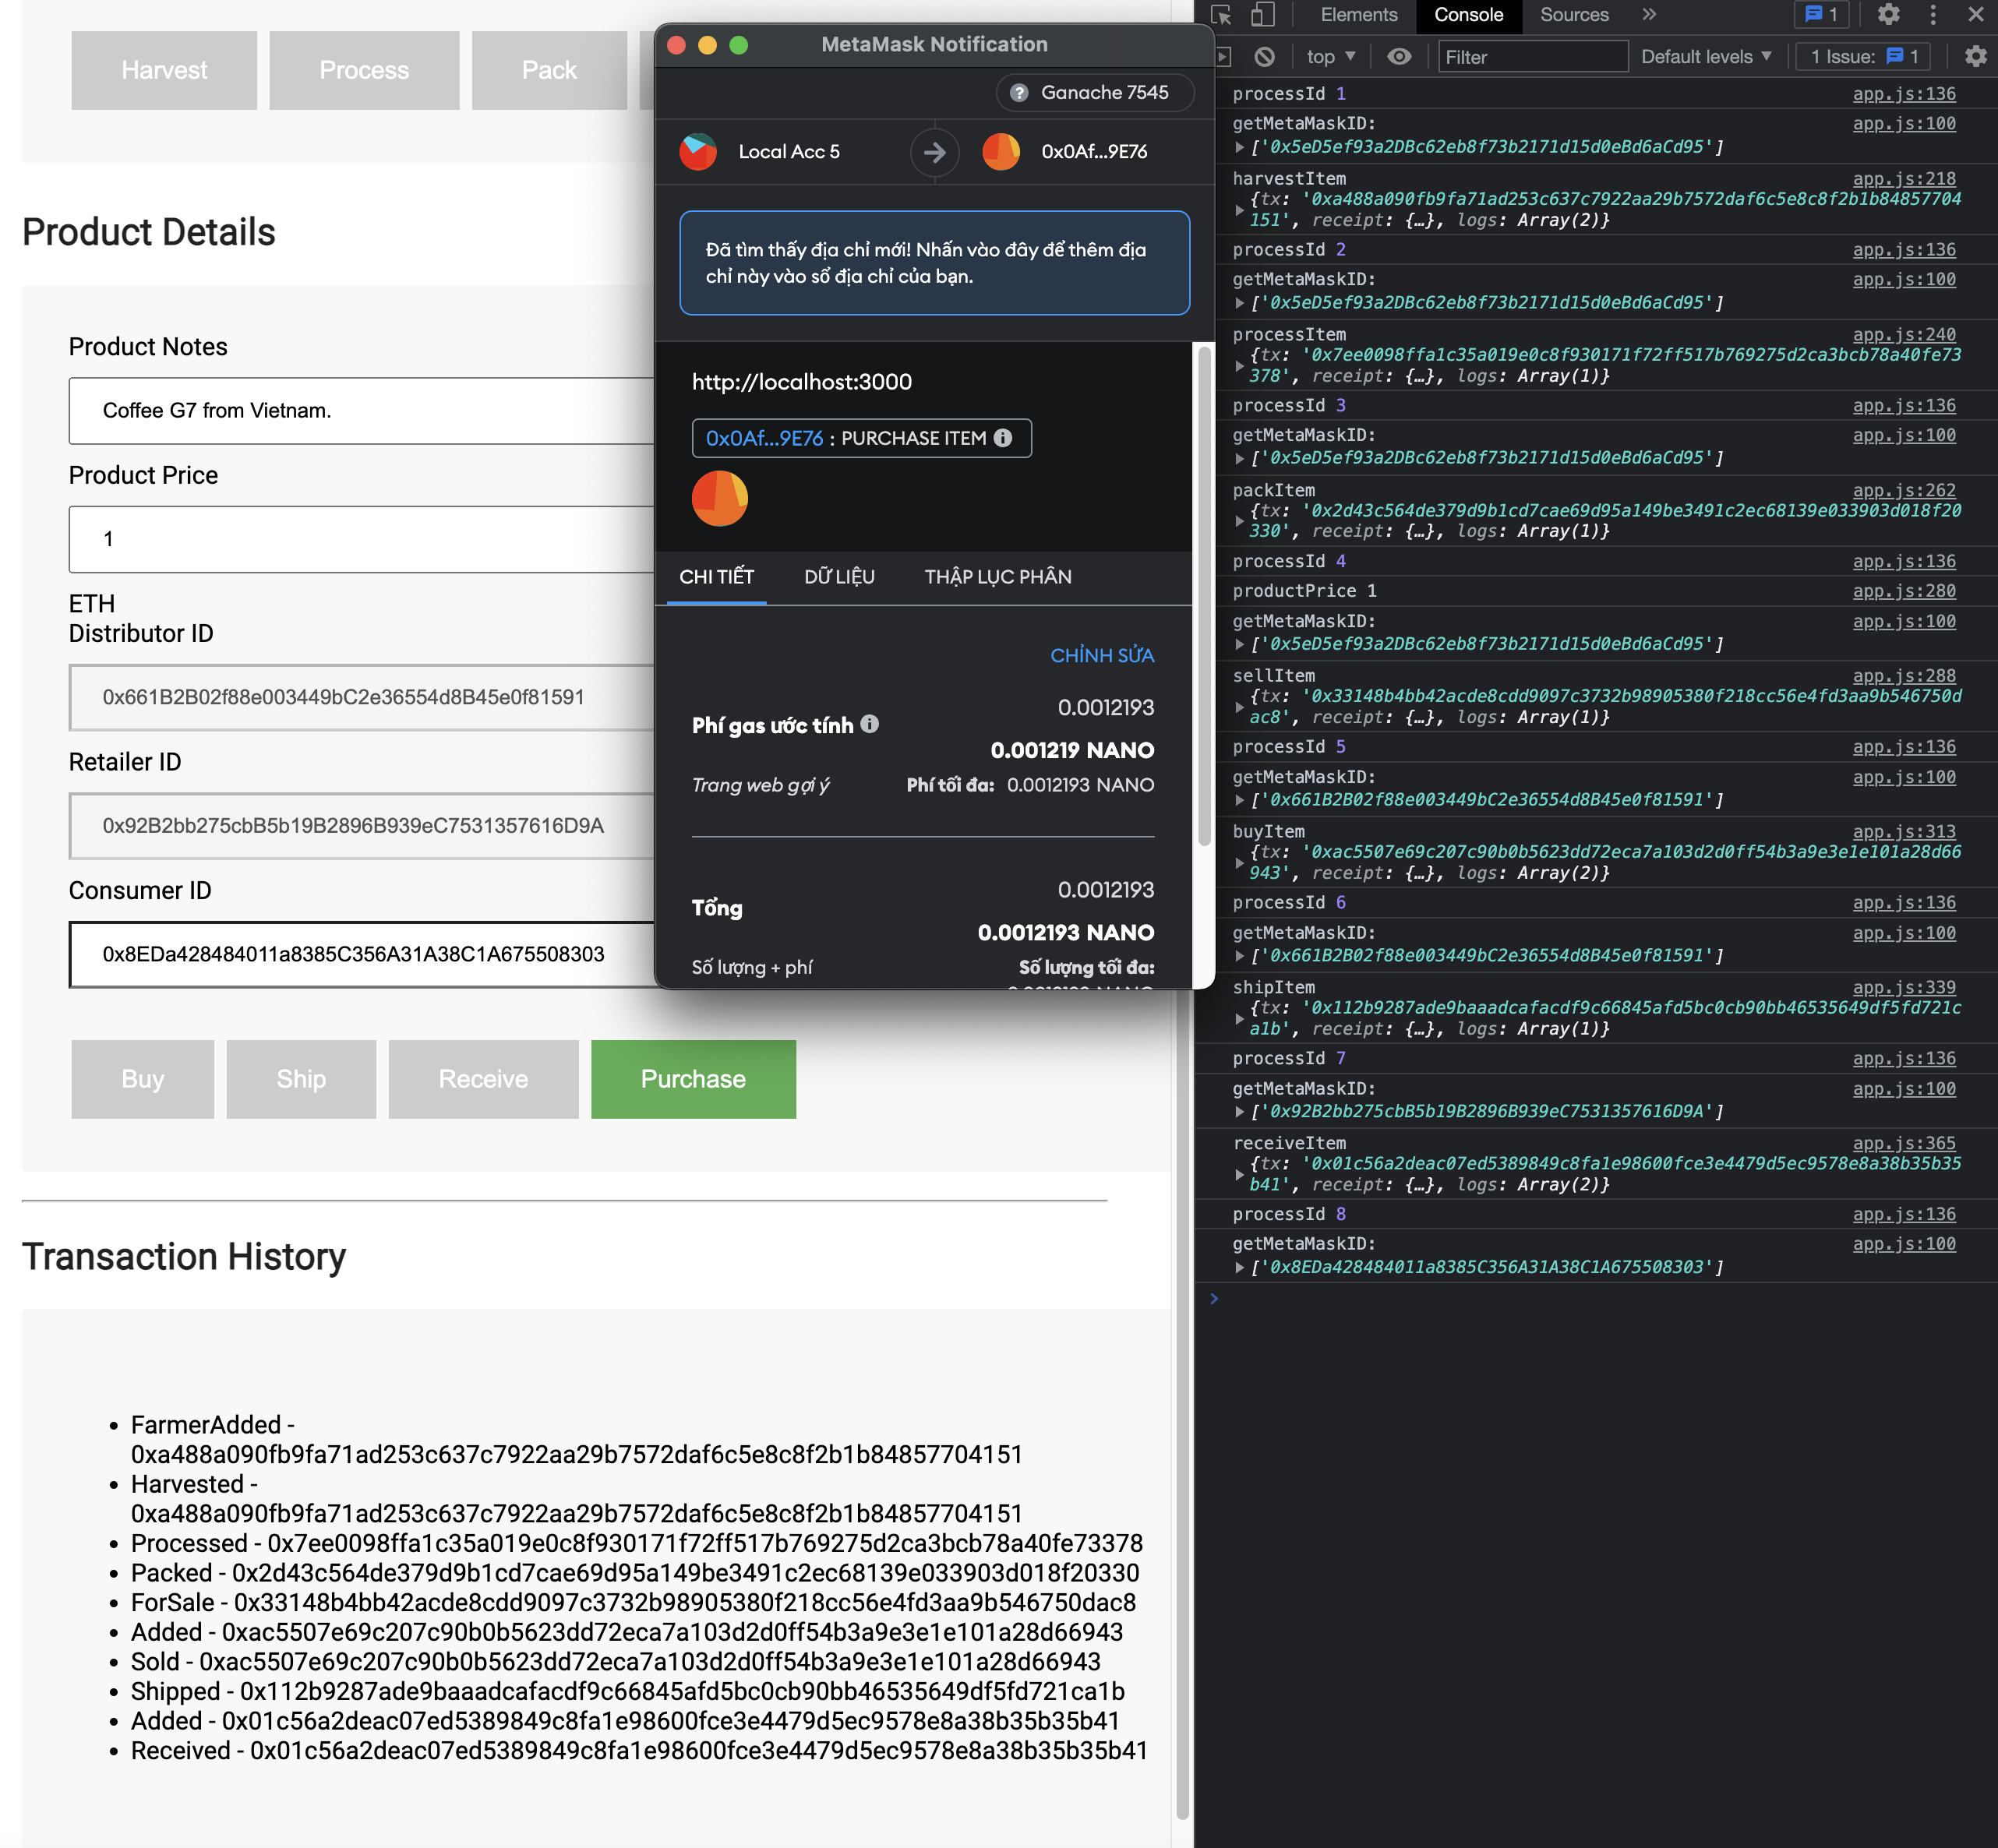 Harvest
Process
Pack
Product Details
Product Notes
Coffee G7 from Vietnam.
Product Price
1
ETH
Distributor ID
0x661B2B02f88e003449bC2e36554d8B45e0f81591
Retailer ID
0x92B2bb275cbB5b19B2896B939eC7531357616D9A
Consumer ID
0x8EDa428484011a8385C356A31A38C1A675508303
Buy
Ship
Receive
Purchase
Transaction History
FarmerAdded -
0xa488a090fb9fa71ad253c637c7922aa29b7572daf6c5e8c8f2b1b84857704151
Harvested -
0xa488a090fb9fa71ad253c637c7922aa29b7572daf6c5e8c8f2b1b84857704151
Processed - 0x7ee0098ffa1c35a019e0c8f930171f72ff517b769275d2ca3bcb78a40fe73378
Packed - 0x2d43c564de379d9b1cd7cae69d95a149be3491c2ec68139e033903d018f20330
ForSale - 0x33148b4bb42acde8cdd9097c3732b98905380f218cc56e4fd3aa9b546750dac8
Added - 0xac5507e69c207c90b0b5623dd72eca7a103d2d0ff54b3a9e3e1e101a28d66943
Sold - 0xac5507e69c207c90b0b5623dd72eca7a103d2d0ff54b3a9e3e1e101a28d66943
Shipped - 0x112b9287ade9baaadcafacdf9c66845afd5bc0cb90bb46535649df5fd721ca1b
Added - 0x01c56a2deac07ed5389849c8fa1e98600fce3e4479d5ec9578e8a38b35b35b41
Received - 0x01c56a2deac07ed5389849c8fa1e98600fce3e4479d5ec9578e8a38b35b35b41
MetaMask Notification
Ganache 7545
Local Acc 5
0x0Af...9E76
Đã tìm thấy địa chỉ mới! Nhấn vào đây để thêm địa
chỉ này vào sổ địa chỉ của bạn.
http://localhost:3000
0x0Af...9E76 : PURCHASE ITEM
CHI TIẾT
DỮ LIỆU
THẬP LỤC PHÂN
CHỈNH SỬA
0.0012193
Phí gas ước tính
0.001219 NANO
Trang web gợi ý
Phí tối đa: 0.0012193 NANO
0.0012193
Tổng
0.0012193 NANO
Số lượng + phí
Số lượng tối đa:
Elements
Console
Sources
1
top
Filter
Default levels
1 Issue: 1
processId 1 app.js:136
getMetaMaskID: app.js:100
['0x5eD5ef93a2DBc62eb8f73b2171d15d0eBd6aCd95']
harvestItem app.js:218
{tx: '0xa488a090fb9fa71ad253c637c7922aa29b7572daf6c5e8c8f2b1b84857704
151', receipt: {…}, logs: Array(2)}
processId 2 app.js:136
getMetaMaskID: app.js:100
['0x5eD5ef93a2DBc62eb8f73b2171d15d0eBd6aCd95']
processItem app.js:240
{tx: '0x7ee0098ffa1c35a019e0c8f930171f72ff517b769275d2ca3bcb78a40fe73
378', receipt: {…}, logs: Array(1)}
processId 3 app.js:136
getMetaMaskID: app.js:100
['0x5eD5ef93a2DBc62eb8f73b2171d15d0eBd6aCd95']
packItem app.js:262
{tx: '0x2d43c564de379d9b1cd7cae69d95a149be3491c2ec68139e033903d018f20
330', receipt: {…}, logs: Array(1)}
processId 4 app.js:136
productPrice 1 app.js:280
getMetaMaskID: app.js:100
['0x5eD5ef93a2DBc62eb8f73b2171d15d0eBd6aCd95']
sellItem app.js:288
{tx: '0x33148b4bb42acde8cdd9097c3732b98905380f218cc56e4fd3aa9b546750d
ac8', receipt: {…}, logs: Array(1)}
processId 5 app.js:136
getMetaMaskID: app.js:100
['0x661B2B02f88e003449bC2e36554d8B45e0f81591']
buyItem app.js:313
{tx: '0xac5507e69c207c90b0b5623dd72eca7a103d2d0ff54b3a9e3e1e101a28d66
943', receipt: {…}, logs: Array(2)}
processId 6 app.js:136
getMetaMaskID: app.js:100
['0x661B2B02f88e003449bC2e36554d8B45e0f81591']
shipItem app.js:339
{tx: '0x112b9287ade9baaadcafacdf9c66845afd5bc0cb90bb46535649df5fd721c
a1b', receipt: {…}, logs: Array(1)}
processId 7 app.js:136
getMetaMaskID: app.js:100
['0x92B2bb275cbB5b19B2896B939eC7531357616D9A']
receiveItem app.js:365
{tx: '0x01c56a2deac07ed5389849c8fa1e98600fce3e4479d5ec9578e8a38b35b35
b41', receipt: {…}, logs: Array(2)}
processId 8 app.js:136
getMetaMaskID: app.js:100
['0x8EDa428484011a8385C356A31A38C1A675508303']